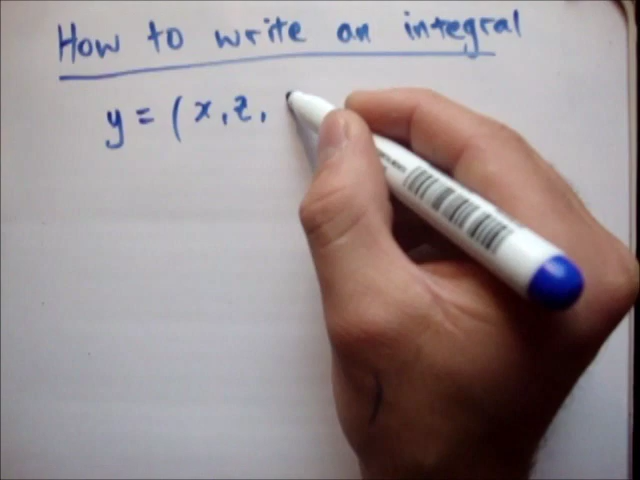 How to write an integral
y = ( x, z,